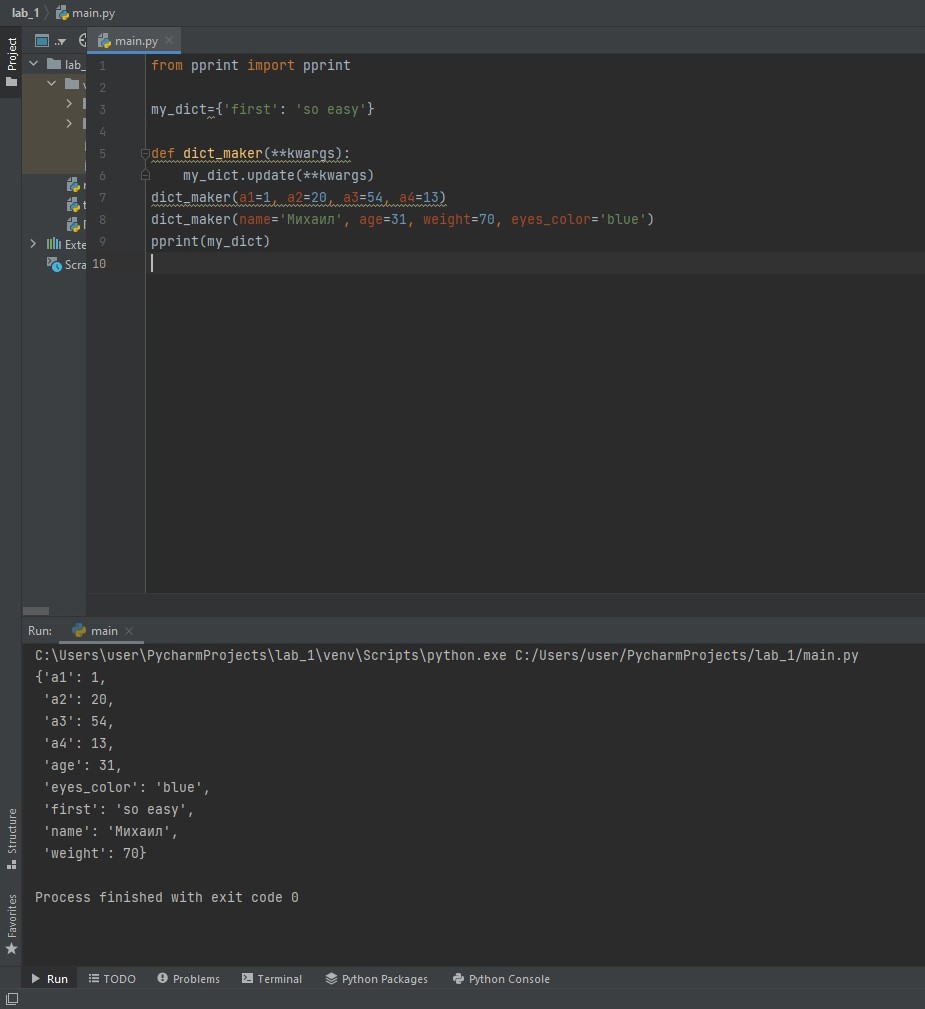 lab_1 main.py
Project
main.py
lab_
1 from pprint import pprint
2
3 my_dict={'first': 'so easy'}
4
5 def dict_maker(**kwargs):
6     my_dict.update(**kwargs)
7 dict_maker(a1=1, a2=20, a3=54, a4=13)
8 dict_maker(name='Михаил', age=31, weight=70, eyes_color='blue')
9 pprint(my_dict)
10
Exte
Scra
Run: main
C:\Users\user\PycharmProjects\lab_1\venv\Scripts\python.exe C:/Users/user/PycharmProjects/lab_1/main.py
{'a1': 1,
 'a2': 20,
 'a3': 54,
 'a4': 13,
 'age': 31,
 'eyes_color': 'blue',
 'first': 'so easy',
 'name': 'Михаил',
 'weight': 70}
Process finished with exit code 0
Structure
Favorites
Run TODO Problems Terminal Python Packages Python Console